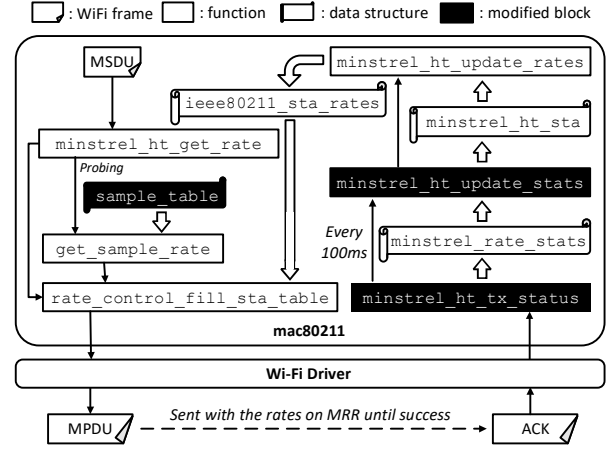 : WiFi frame : function : data structure : modified block
MSDU
minstrel_ht_update_rates
ieee80211_sta_rates
minstrel_ht_sta
minstrel_ht_get_rate
Probing
sample_table
minstrel_ht_update_stats
Every
100ms
minstrel_rate_stats
get_sample_rate
rate_control_fill_sta_table
minstrel_ht_tx_status
mac80211
Wi-Fi Driver
MPDU
Sent with the rates on MRR until success
ACK